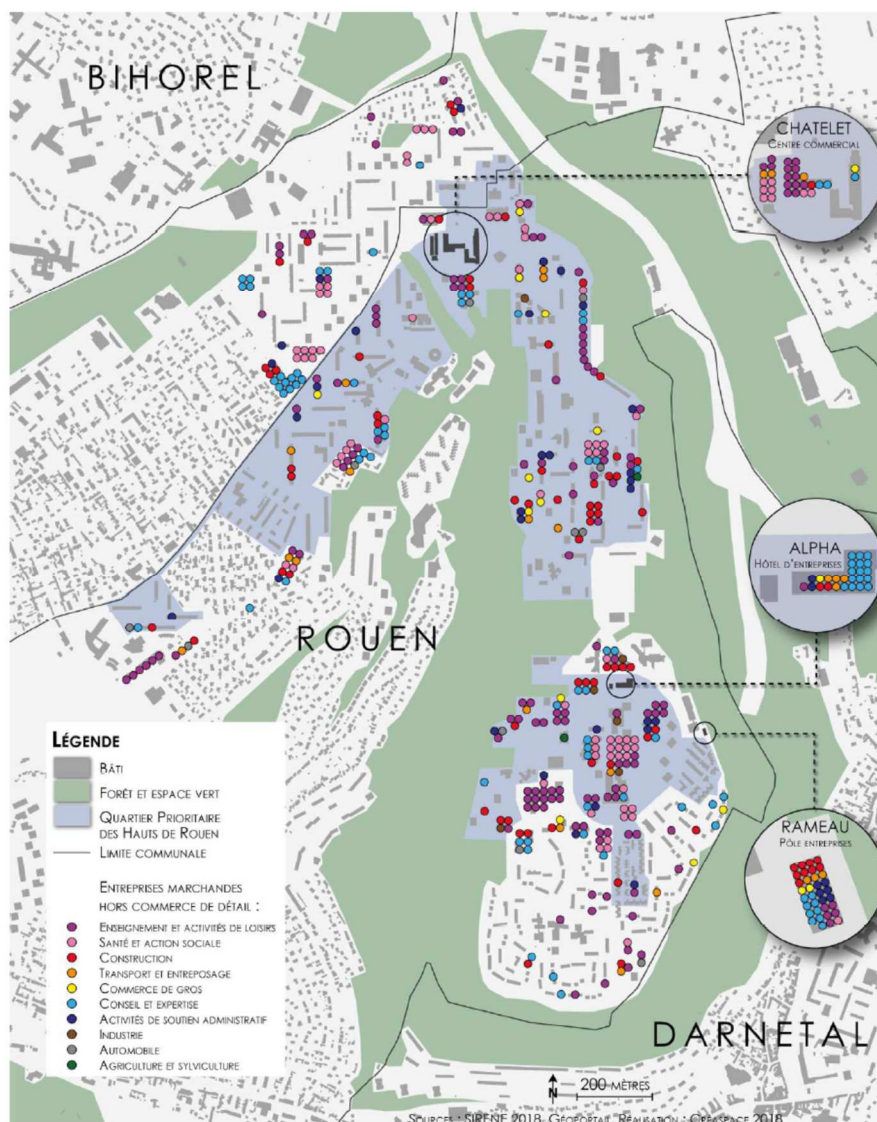 BIHOREL
CHATELET
CENTRE COMMERCIAL
ALPHA
HÔTEL D'ENTREPRISES
ROUEN
RAMEAU
PÔLE ENTREPRISES
DARNETAL
LÉGENDE
BÂTI
FORÊT ET ESPACE VERT
QUARTIER PRIORITAIRE
DES HAUTS DE ROUEN
LIMITE COMMUNALE
ENTREPRISES MARCHANDES
HORS COMMERCE DE DÉTAIL :
ENSEIGNEMENT ET ACTIVITÉS DE LOISIRS
SANTÉ ET ACTION SOCIALE
CONSTRUCTION
TRANSPORT ET ENTREPOSAGE
COMMERCE DE GROS
CONSEIL ET EXPERTISE
ACTIVITÉS DE SOUTIEN ADMINISTRATIF
INDUSTRIE
AUTOMOBILE
AGRICULTURE ET SYLVICULTURE
N
200 MÈTRES
SOURCES : SIRENE 2018, GÉOPORTAIL. RÉALISATION : CRÉASPACE 2018